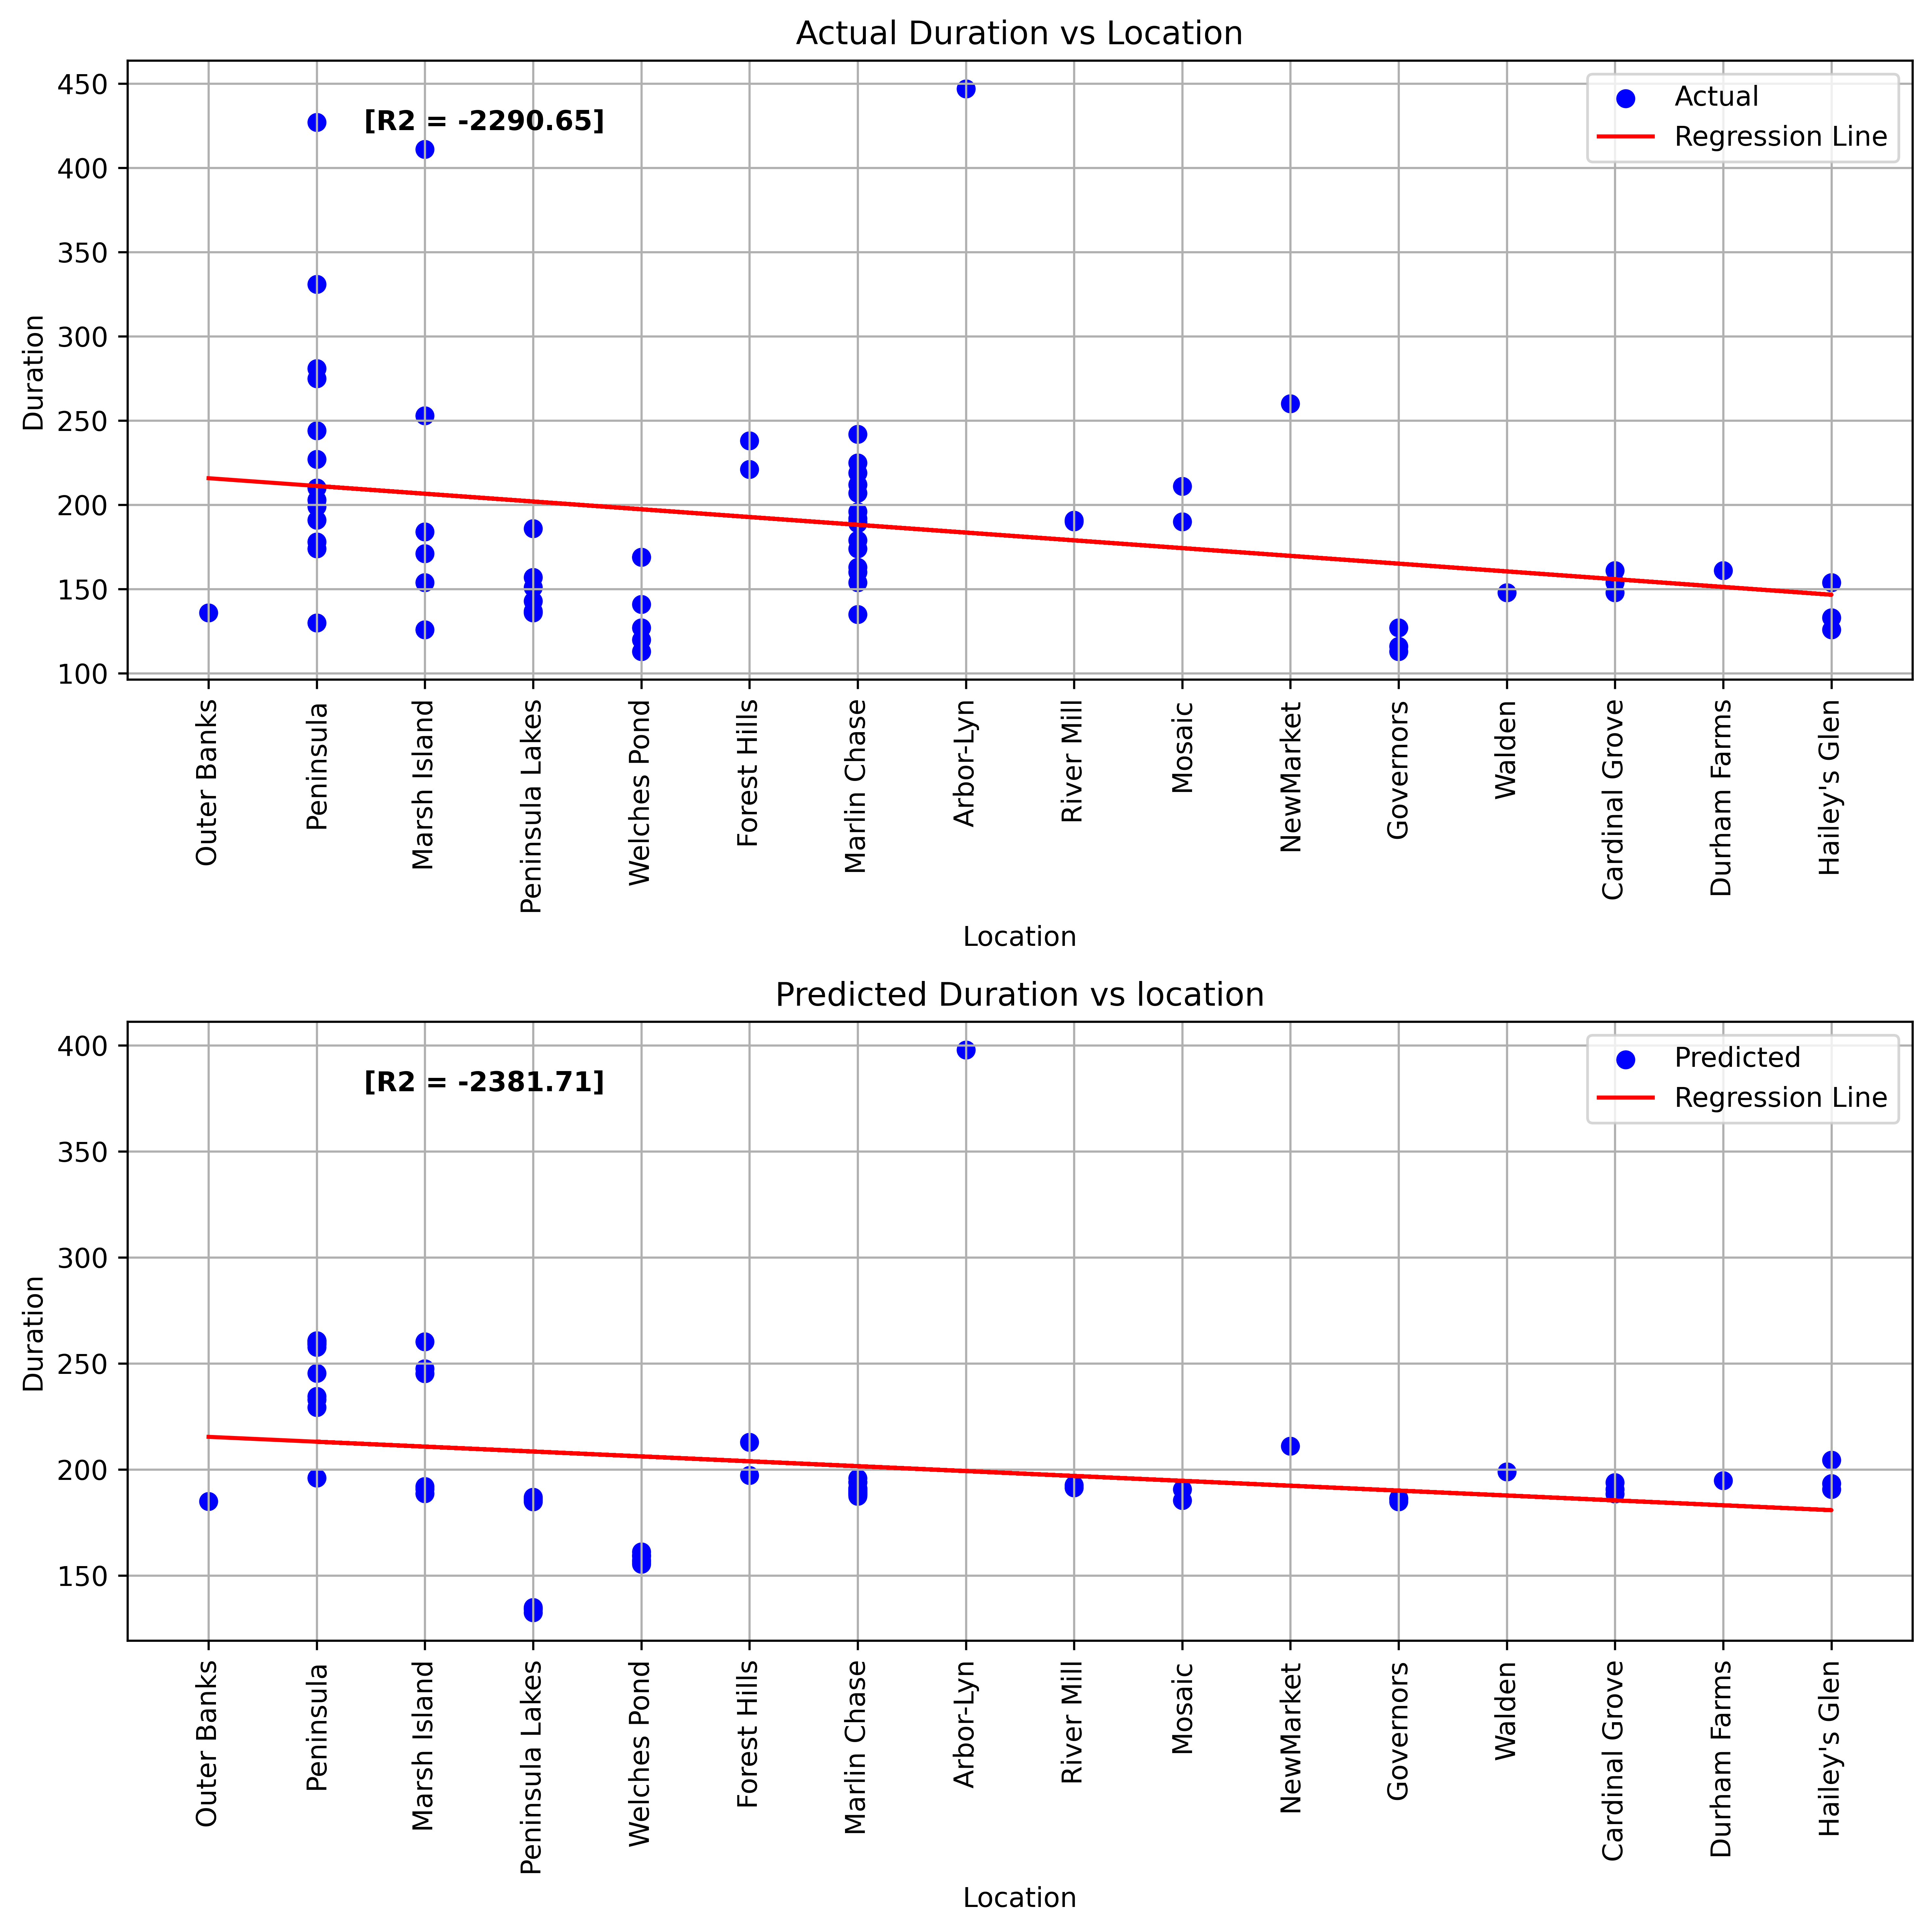 Actual Duration vs Location
[R2 = -2290.65]
Actual
Regression Line
Duration
450
400
350
300
250
200
150
100
Outer Banks
Peninsula
Marsh Island
Peninsula Lakes
Welches Pond
Forest Hills
Marlin Chase
Arbor-Lyn
River Mill
Mosaic
NewMarket
Governors
Walden
Cardinal Grove
Durham Farms
Hailey's Glen
Location
Predicted Duration vs location
[R2 = -2381.71]
Predicted
Regression Line
Duration
400
350
300
250
200
150
Outer Banks
Peninsula
Marsh Island
Peninsula Lakes
Welches Pond
Forest Hills
Marlin Chase
Arbor-Lyn
River Mill
Mosaic
NewMarket
Governors
Walden
Cardinal Grove
Durham Farms
Hailey's Glen
Location